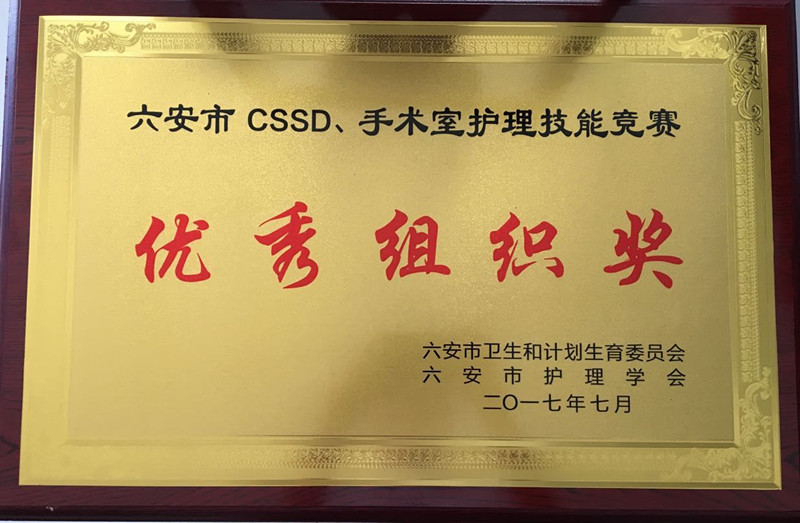 六安市 CSSD、手术室护理技能竞赛
优秀组织奖
六安市卫生和计划生育委员会
六安市护理学会
二〇一七年七月